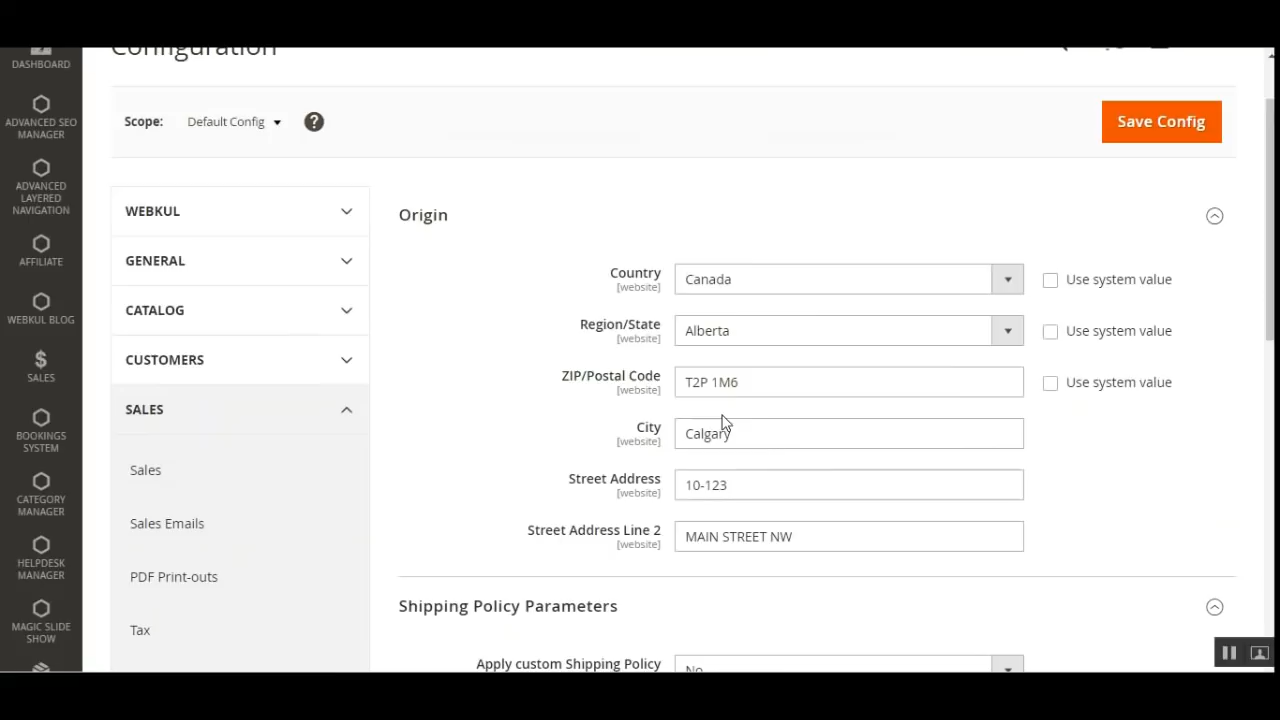 Configuration
DASHBOARD
ADVANCED SEO
MANAGER
ADVANCED
LAYERED
NAVIGATION
AFFILIATE
WEBKUL BLOG
$
SALES
BOOKINGS
SYSTEM
CATEGORY
MANAGER
HELPDESK
MANAGER
MAGIC SLIDE
SHOW
Scope: Default Config ?
Save Config
WEBKUL
GENERAL
CATALOG
CUSTOMERS
SALES
Sales
Sales Emails
PDF Print-outs
Tax
Origin
Country Canada Use system value
[website]
Region/State Alberta Use system value
[website]
ZIP/Postal Code T2P 1M6 Use system value
[website]
City Calgary
[website]
Street Address 10-123
[website]
Street Address Line 2 MAIN STREET NW
[website]
Shipping Policy Parameters
Apply custom Shipping Policy No